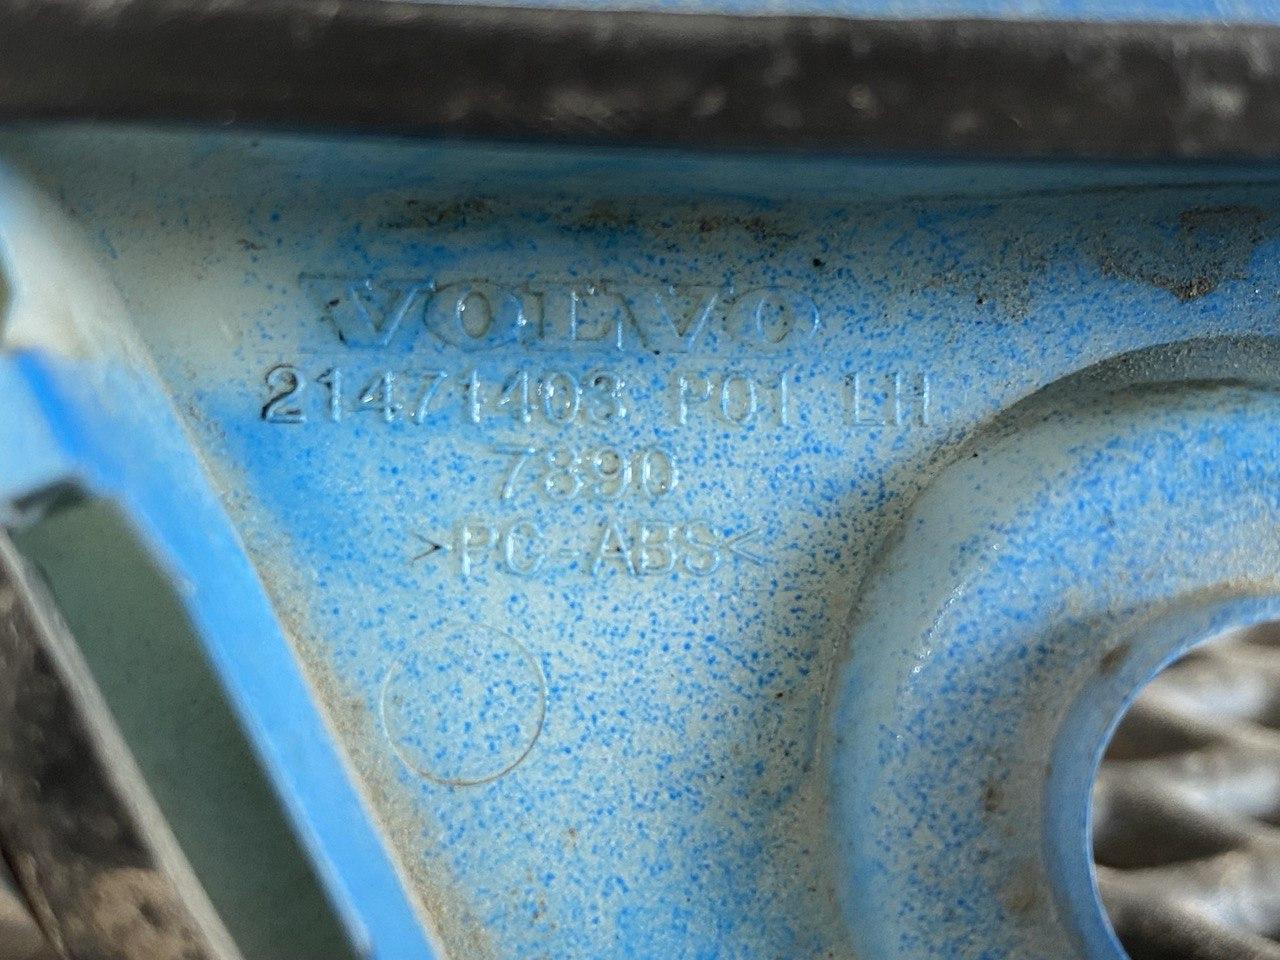 VOLVO
21471403 P01 LH
7890
>PC-ABS<